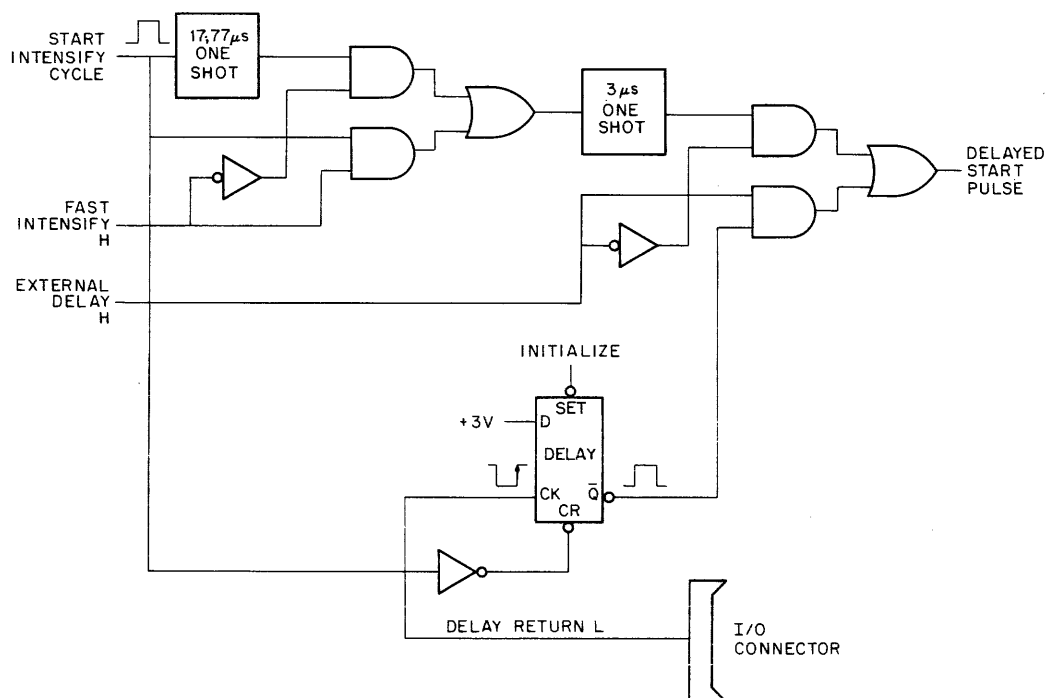 START
INTENSIFY
CYCLE
17,77µs
ONE
SHOT
3µs
ONE
SHOT
DELAYED
START
PULSE
FAST
INTENSIFY
H
EXTERNAL
DELAY
H
INITIALIZE
SET
+3V
D
DELAY
CK
Q̅
CR
DELAY RETURN L
I/O
CONNECTOR